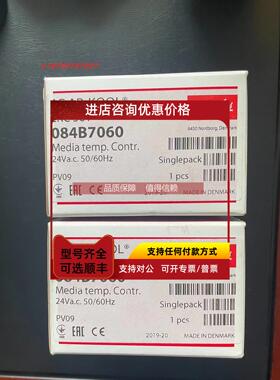 进店咨询优惠价格
084B7060
6430 Nordborg, Denmark
Media temp. Contr.
24Va.c. 50/60Hz
Singlepack
PV09
1 pcs
品质保障 值得信赖
MADE IN DENMARK
型号齐全
可选顺丰
支持任何付款方式
支持对公 可开专票/普票
Media temp. Contr.
24Va.c. 50/60Hz
Singlepack
PV09
2019-20
1 pcs
MADE IN DENMARK